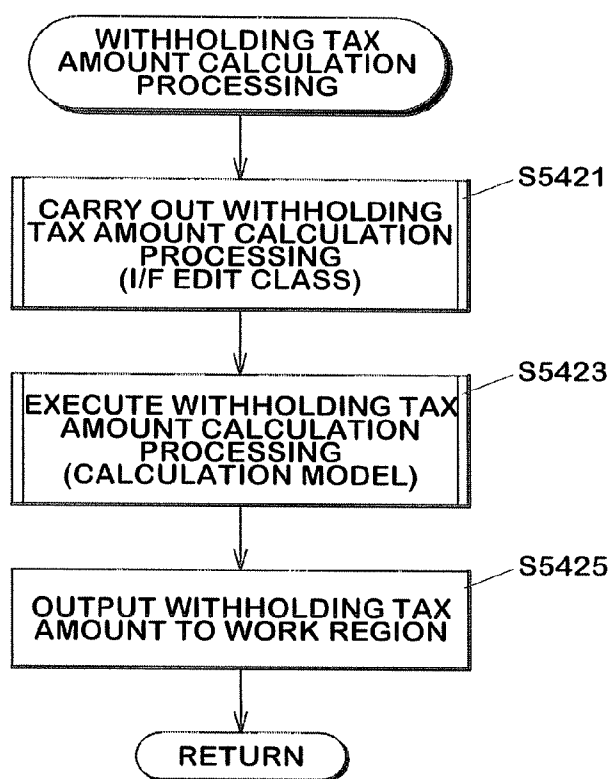 WITHHOLDING TAX
AMOUNT CALCULATION
PROCESSING
S5421
CARRY OUT WITHHOLDING
TAX AMOUNT CALCULATION
PROCESSING
(I/F EDIT CLASS)
S5423
EXECUTE WITHHOLDING TAX
AMOUNT CALCULATION
PROCESSING
(CALCULATION MODEL)
S5425
OUTPUT WITHHOLDING TAX
AMOUNT TO WORK REGION
RETURN